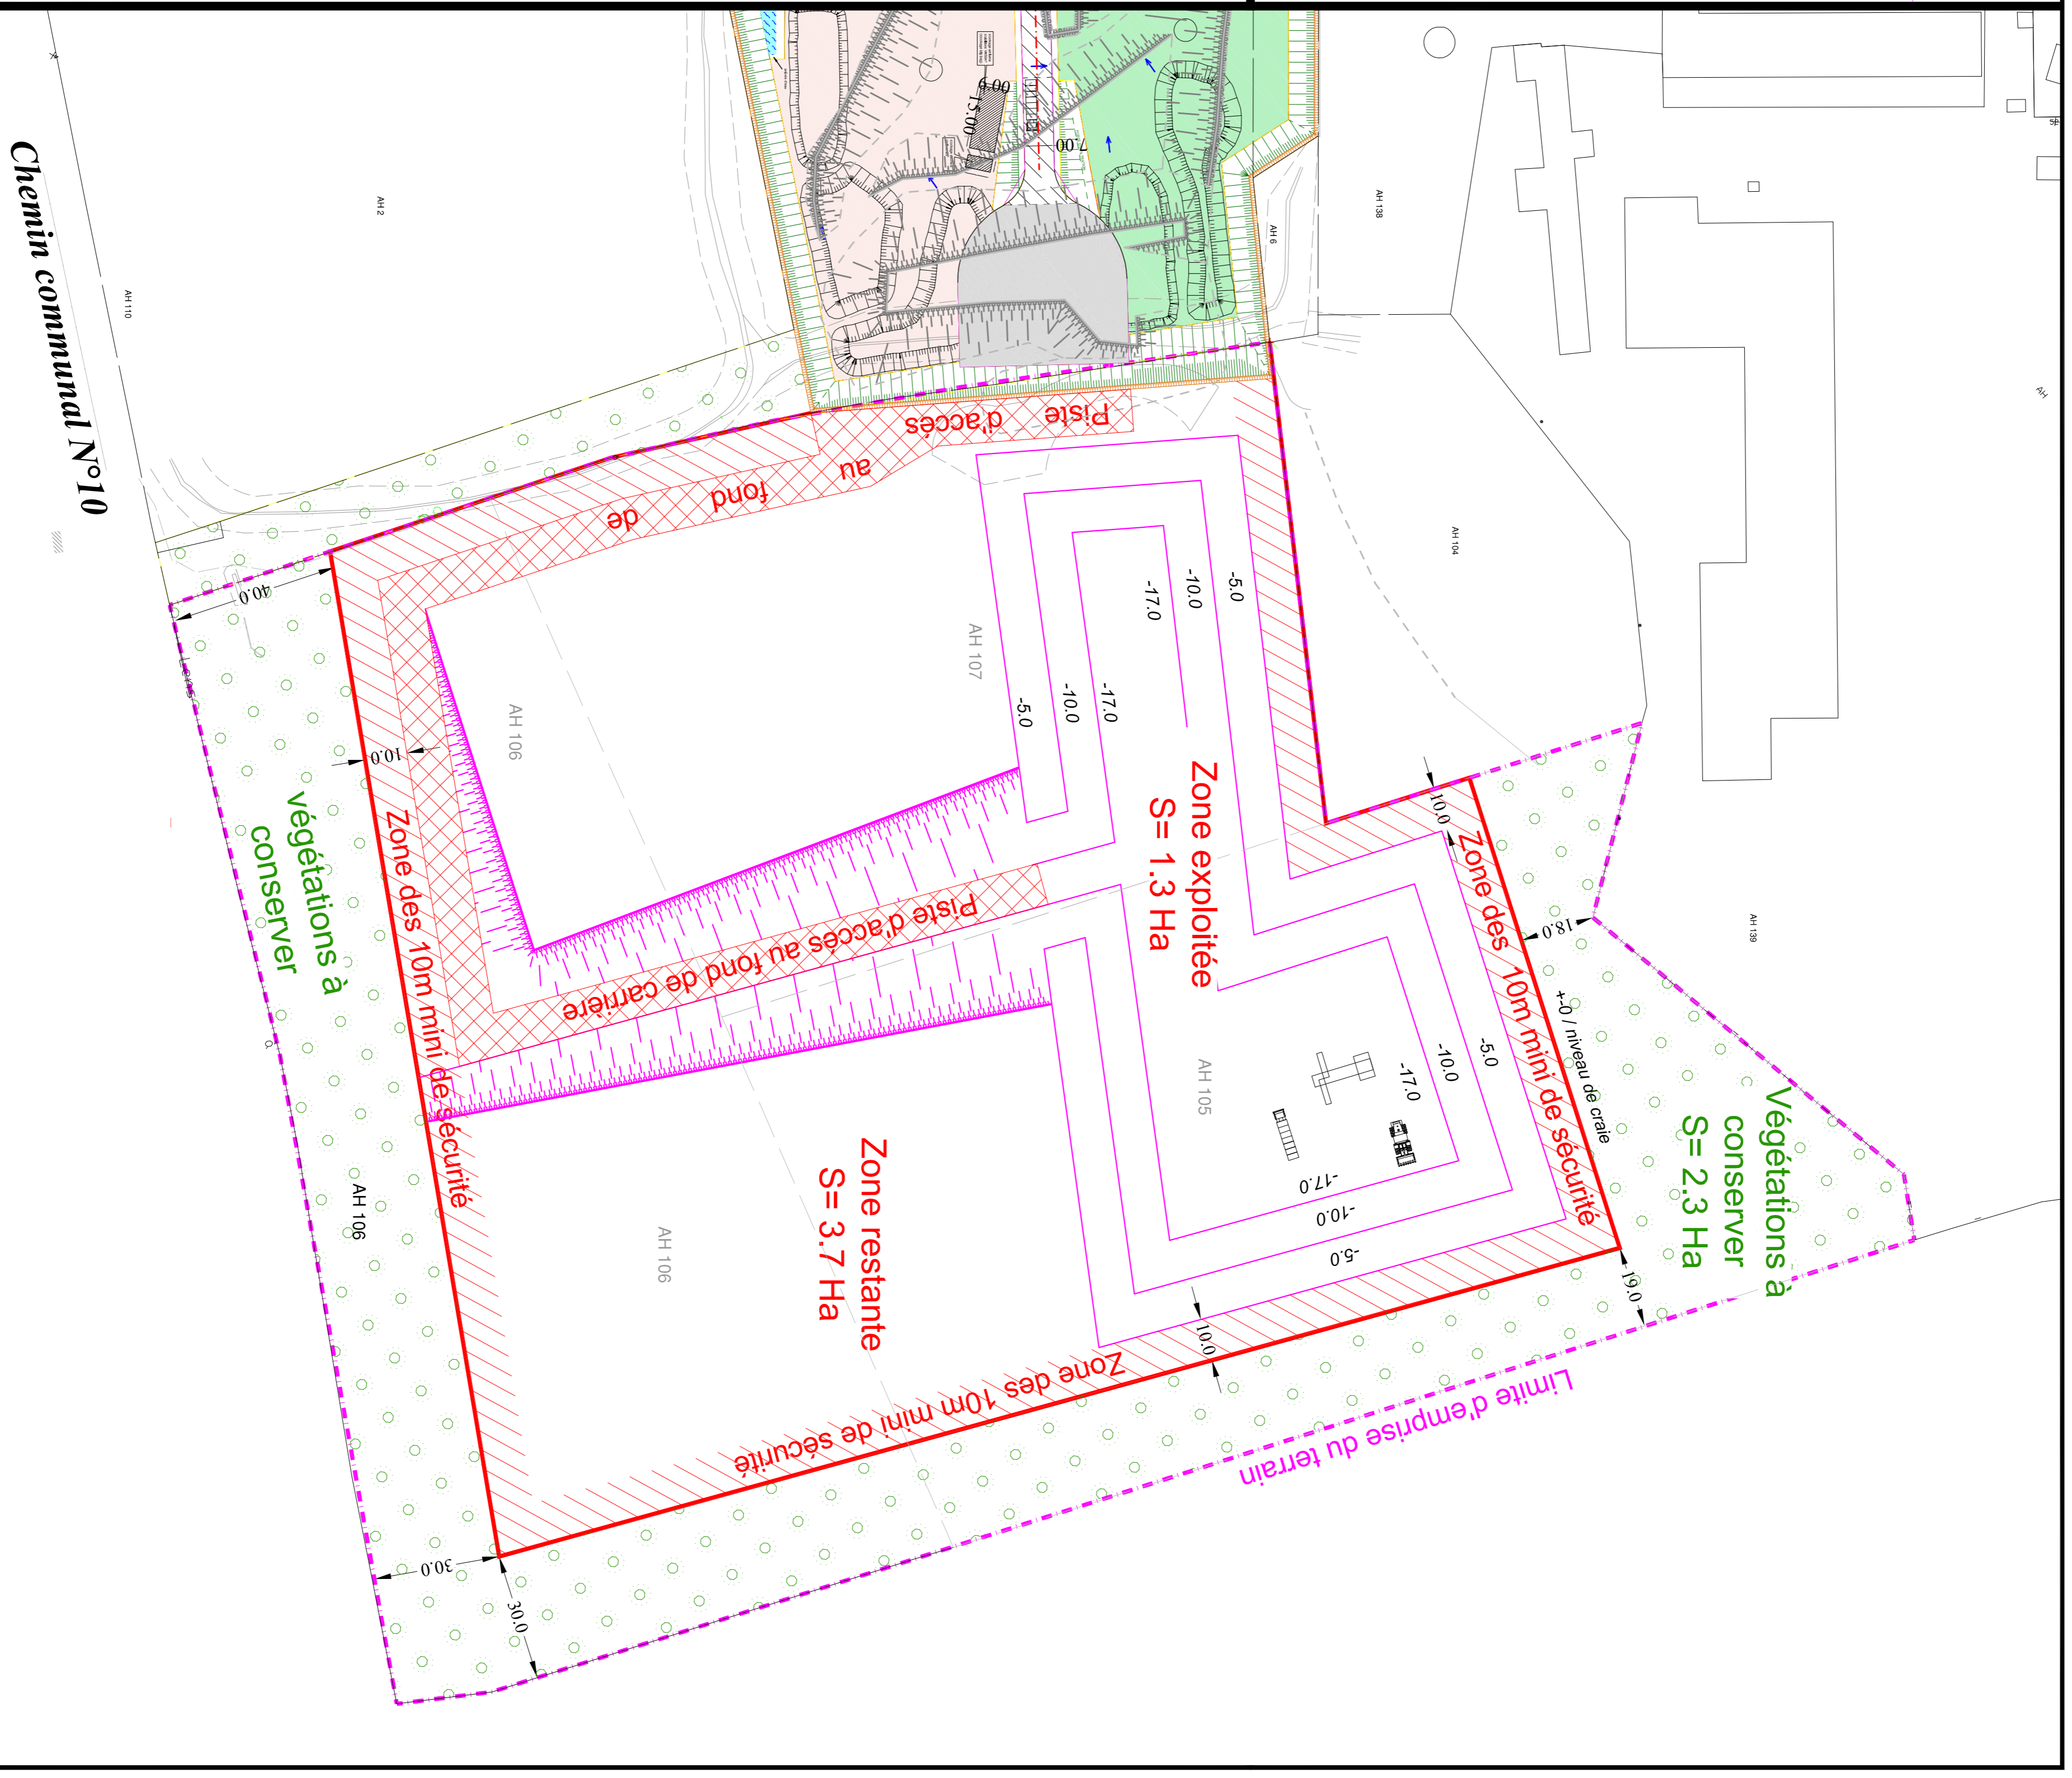 Chemin communal N°10
AH 110
AH 2
6.00
15.00
7.00
AH 6
AH 138
AH 104
AH
AH 139
Piste d'accés
au fond de
40.0
10.0
AH 106
AH 107
-17.0
-10.0
-5.0
-5.0
-10.0
-17.0
Zone exploitée
S= 1.3 Ha
10.0
Zone des 10m mini de sécurité
18.0
+-0 / niveau de craie
Végétations à
conserver
S= 2.3 Ha
19.0
végétations à
conserver
Zone des 10m mini de sécurité
Piste d'accés au fond de carrière
AH 105
-17.0
-10.0
-5.0
-17.0
-10.0
-5.0
Zone restante
S= 3.7 Ha
AH 106
AH 106
10.0
Zone des 10m mini de sécurité
Limite d'emprise du terrain
30.0
30.0